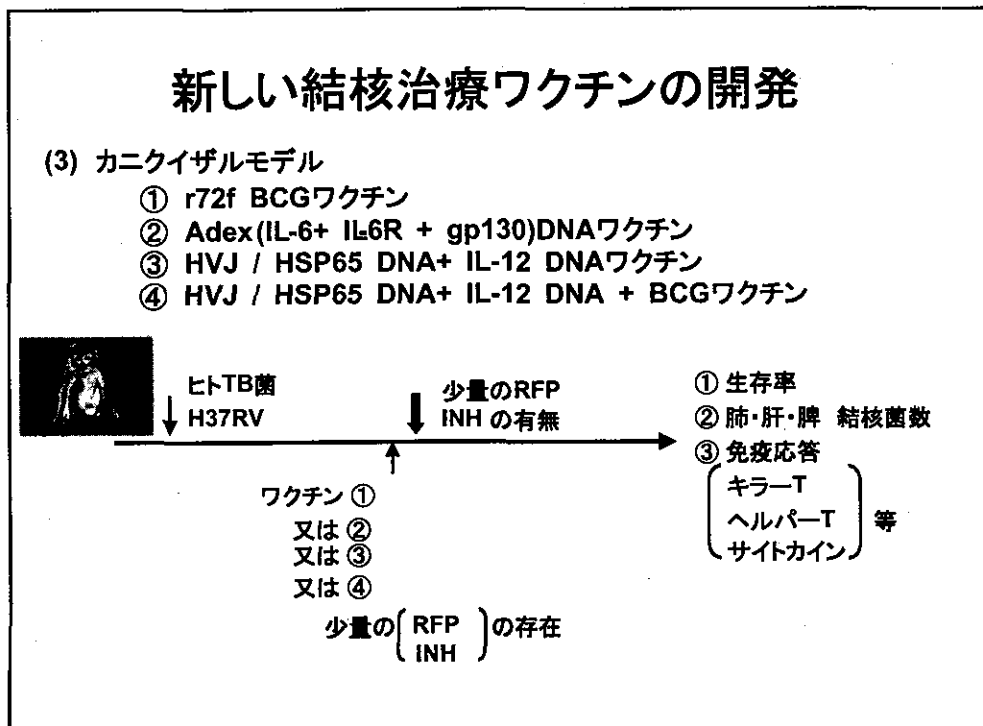 新しい結核治療ワクチンの開発
(3) カニクイザルモデル
① r72f BCGワクチン
② Adex(IL-6+ IL-6R + gp130)DNAワクチン
③ HVJ / HSP65 DNA+ IL-12 DNAワクチン
④ HVJ / HSP65 DNA+ IL-12 DNA + BCGワクチン
ヒトTB菌
H37RV
少量のRFP
INH の有無
ワクチン ①
又は ②
又は ③
又は ④
少量の RFP の存在
INH
① 生存率
② 肺・肝・脾 結核菌数
③ 免疫応答
キラーT
ヘルパーT 等
サイトカイン